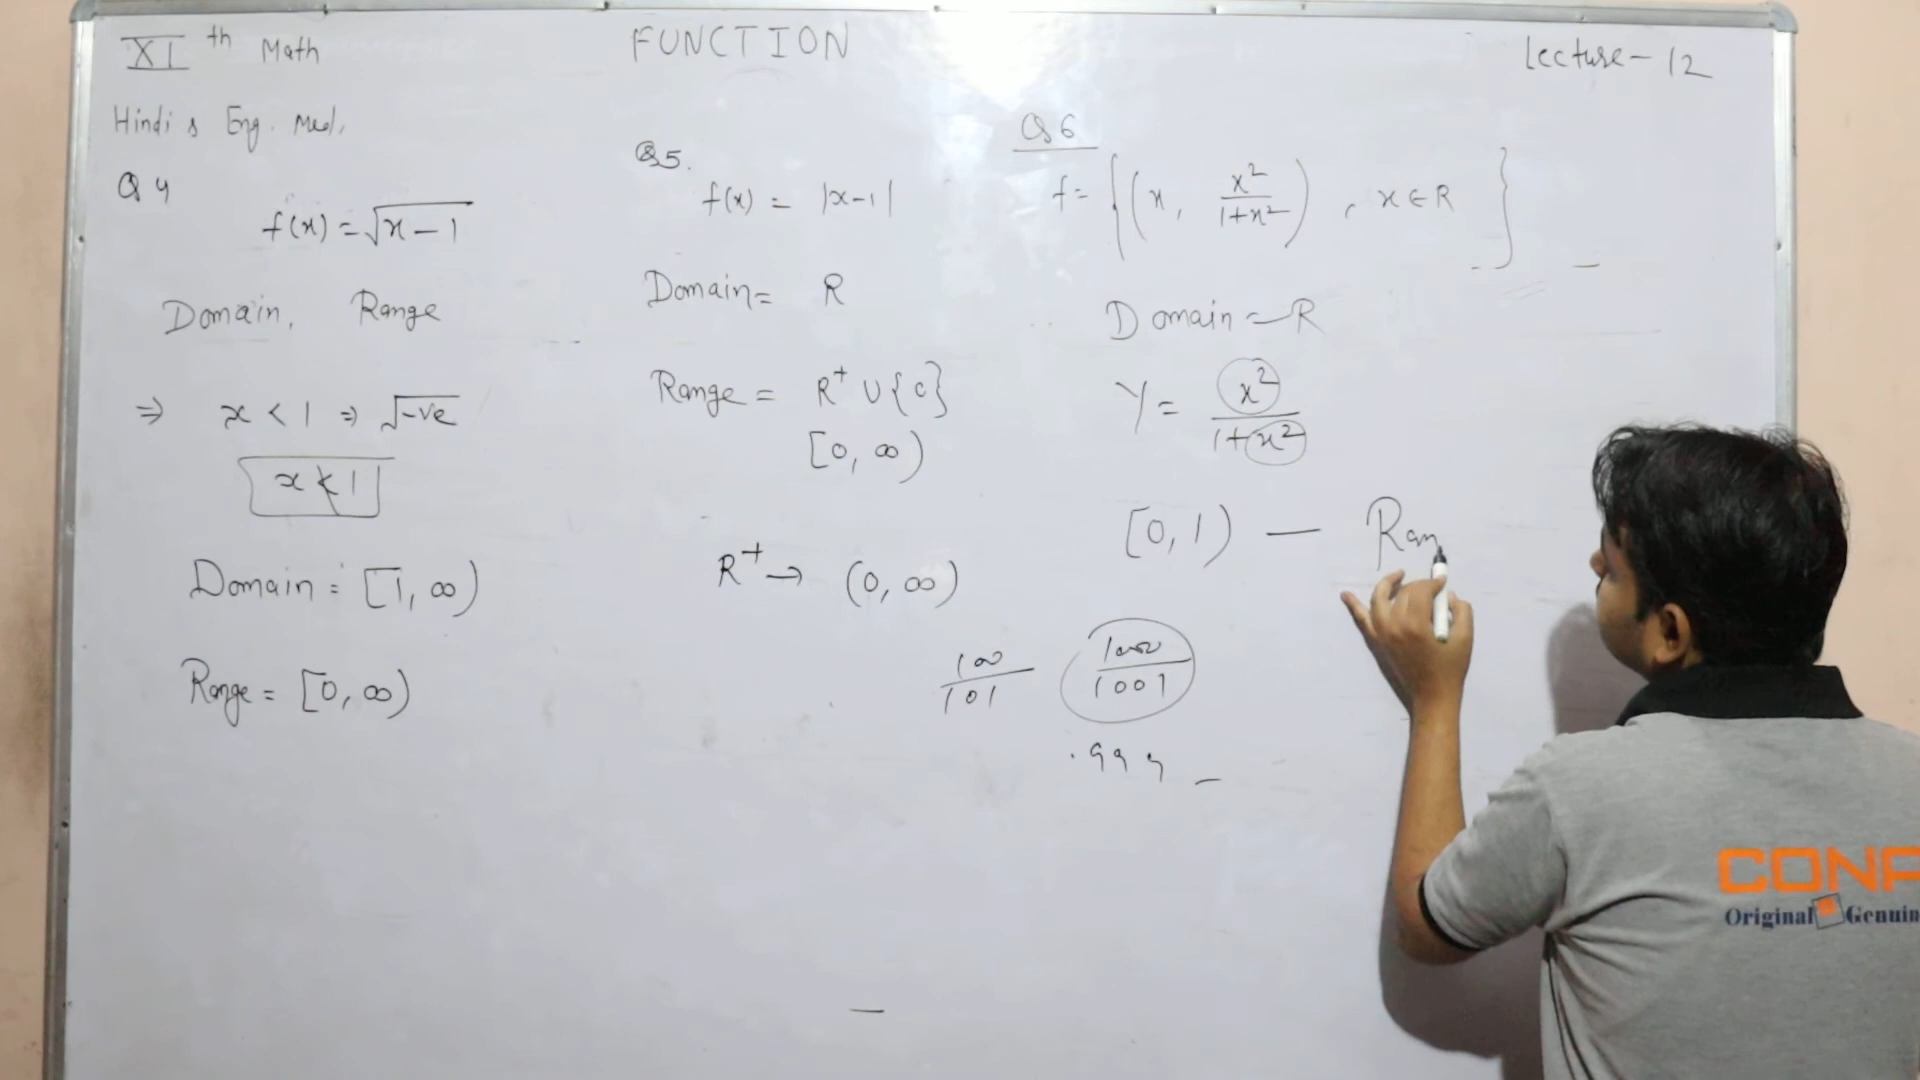 XI th Math
FUNCTION
Lecture-12
Hindi & Eng. Med.
Q 4
f(x) = √x-1
Domain, Range
⇒ x < 1 ⇒ √-ve
x ≮ 1
Domain = [1, ∞)
Range = [0, ∞)
Q5.
f(x) = |x-1|
Domain = R
Range = R⁺ ∪ {0}
[0, ∞)
R⁺ → (0, ∞)
Q 6
f = {(x, x²/1+x²), x ∈ R}
Domain = R
Y = x²/1+x²
[0, 1) — Ran
100/101 1000/1001
.999 –
CONP
Original Genuin